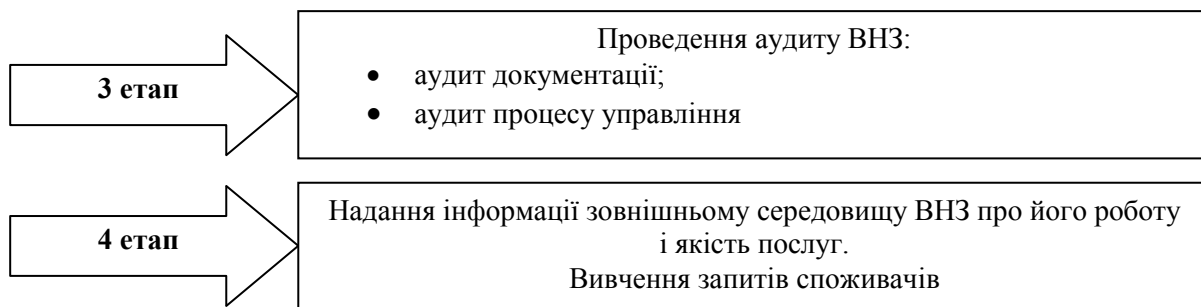 3 етап
Проведення аудиту ВНЗ:
• аудит документації;
• аудит процесу управління
4 етап
Надання інформації зовнішньому середовищу ВНЗ про його роботу
і якість послуг.
Вивчення запитів споживачів